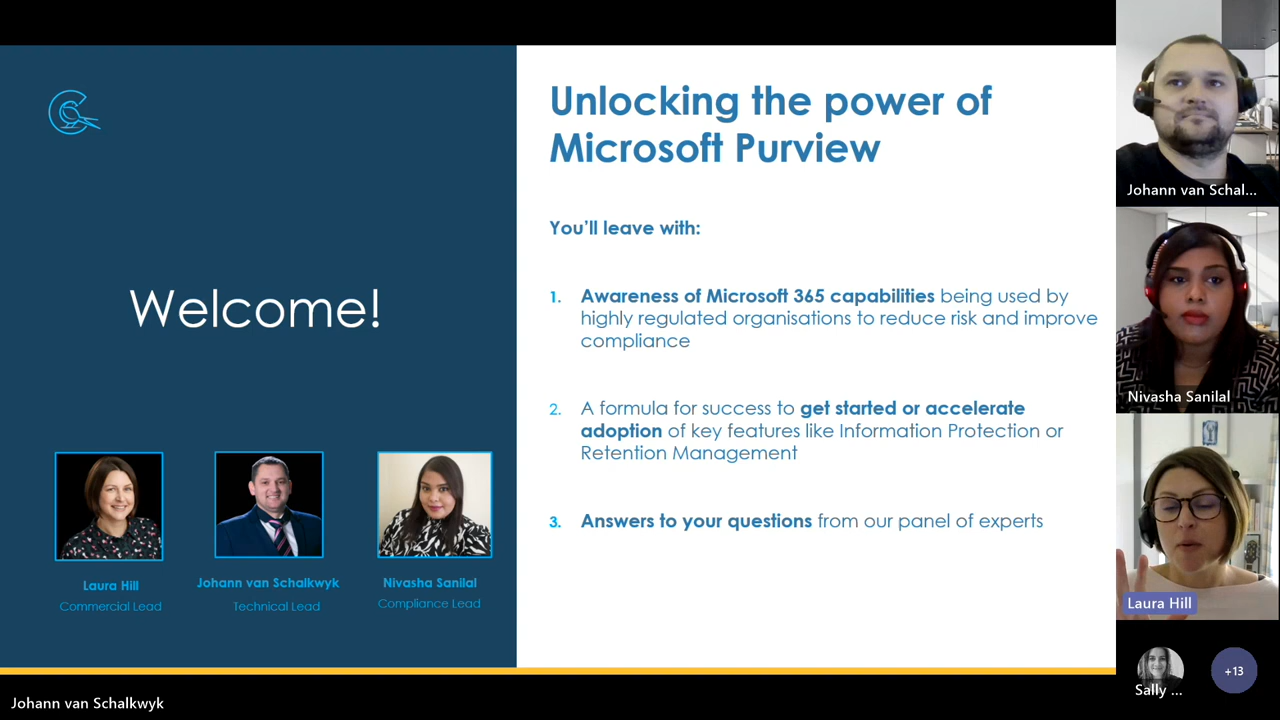 Welcome!
Laura Hill
Commercial Lead
Johann van Schalkwyk
Technical Lead
Nivasha Sanilal
Compliance Lead
Unlocking the power of
Microsoft Purview
You'll leave with:
1. Awareness of Microsoft 365 capabilities being used by
highly regulated organisations to reduce risk and improve
compliance
2. A formula for success to get started or accelerate
adoption of key features like Information Protection or
Retention Management
3. Answers to your questions from our panel of experts
Johann van Schal...
Nivasha Sanilal
Laura Hill
Sally ...
+13
Johann van Schalkwyk